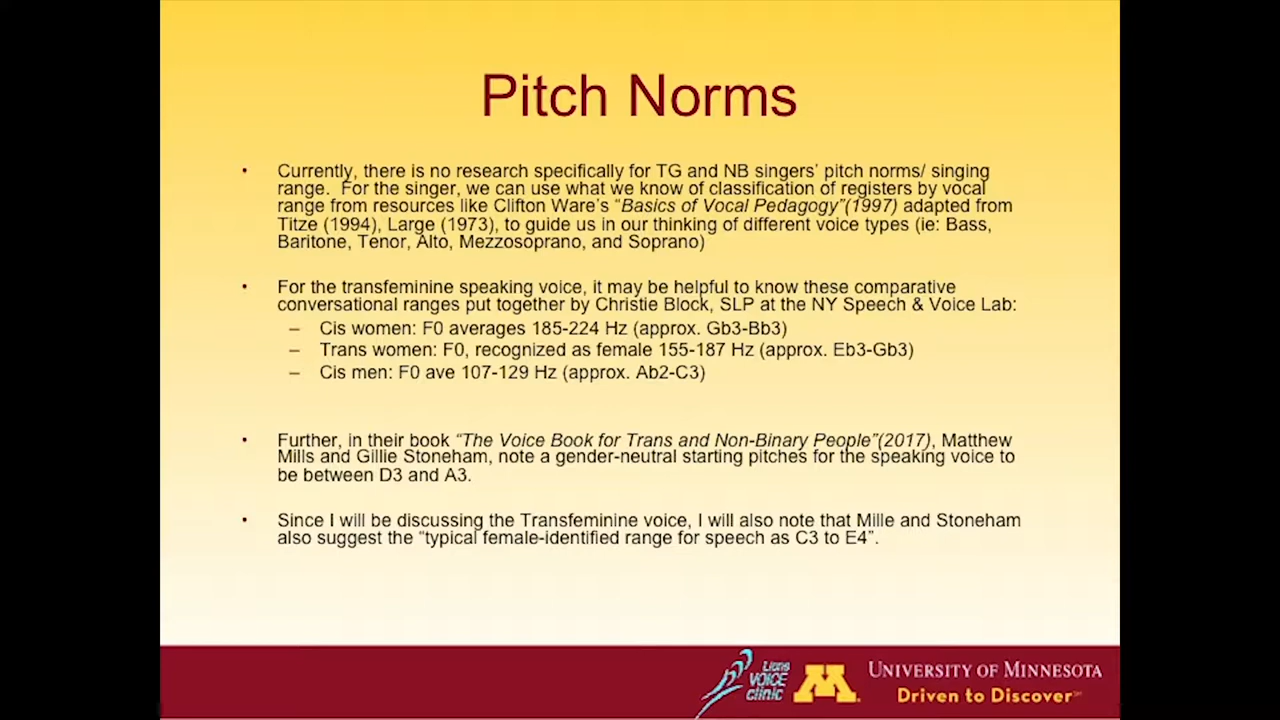 Pitch Norms
• Currently, there is no research specifically for TG and NB singers' pitch norms/ singing
range. For the singer, we can use what we know of classification of registers by vocal
range from resources like Clifton Ware's “Basics of Vocal Pedagogy”(1997) adapted from
Titze (1994), Large (1973), to guide us in our thinking of different voice types (ie: Bass,
Baritone, Tenor, Alto, Mezzosoprano, and Soprano)
• For the transfeminine speaking voice, it may be helpful to know these comparative
conversational ranges put together by Christie Block, SLP at the NY Speech & Voice Lab:
– Cis women: F0 averages 185-224 Hz (approx. Gb3-Bb3)
– Trans women: F0, recognized as female 155-187 Hz (approx. Eb3-Gb3)
– Cis men: F0 ave 107-129 Hz (approx. Ab2-C3)
• Further, in their book “The Voice Book for Trans and Non-Binary People”(2017), Matthew
Mills and Gillie Stoneham, note a gender-neutral starting pitches for the speaking voice to
be between D3 and A3.
• Since I will be discussing the Transfeminine voice, I will also note that Mille and Stoneham
also suggest the “typical female-identified range for speech as C3 to E4”.
Lions
VOICE
clinic
M
UNIVERSITY OF MINNESOTA
Driven to Discover